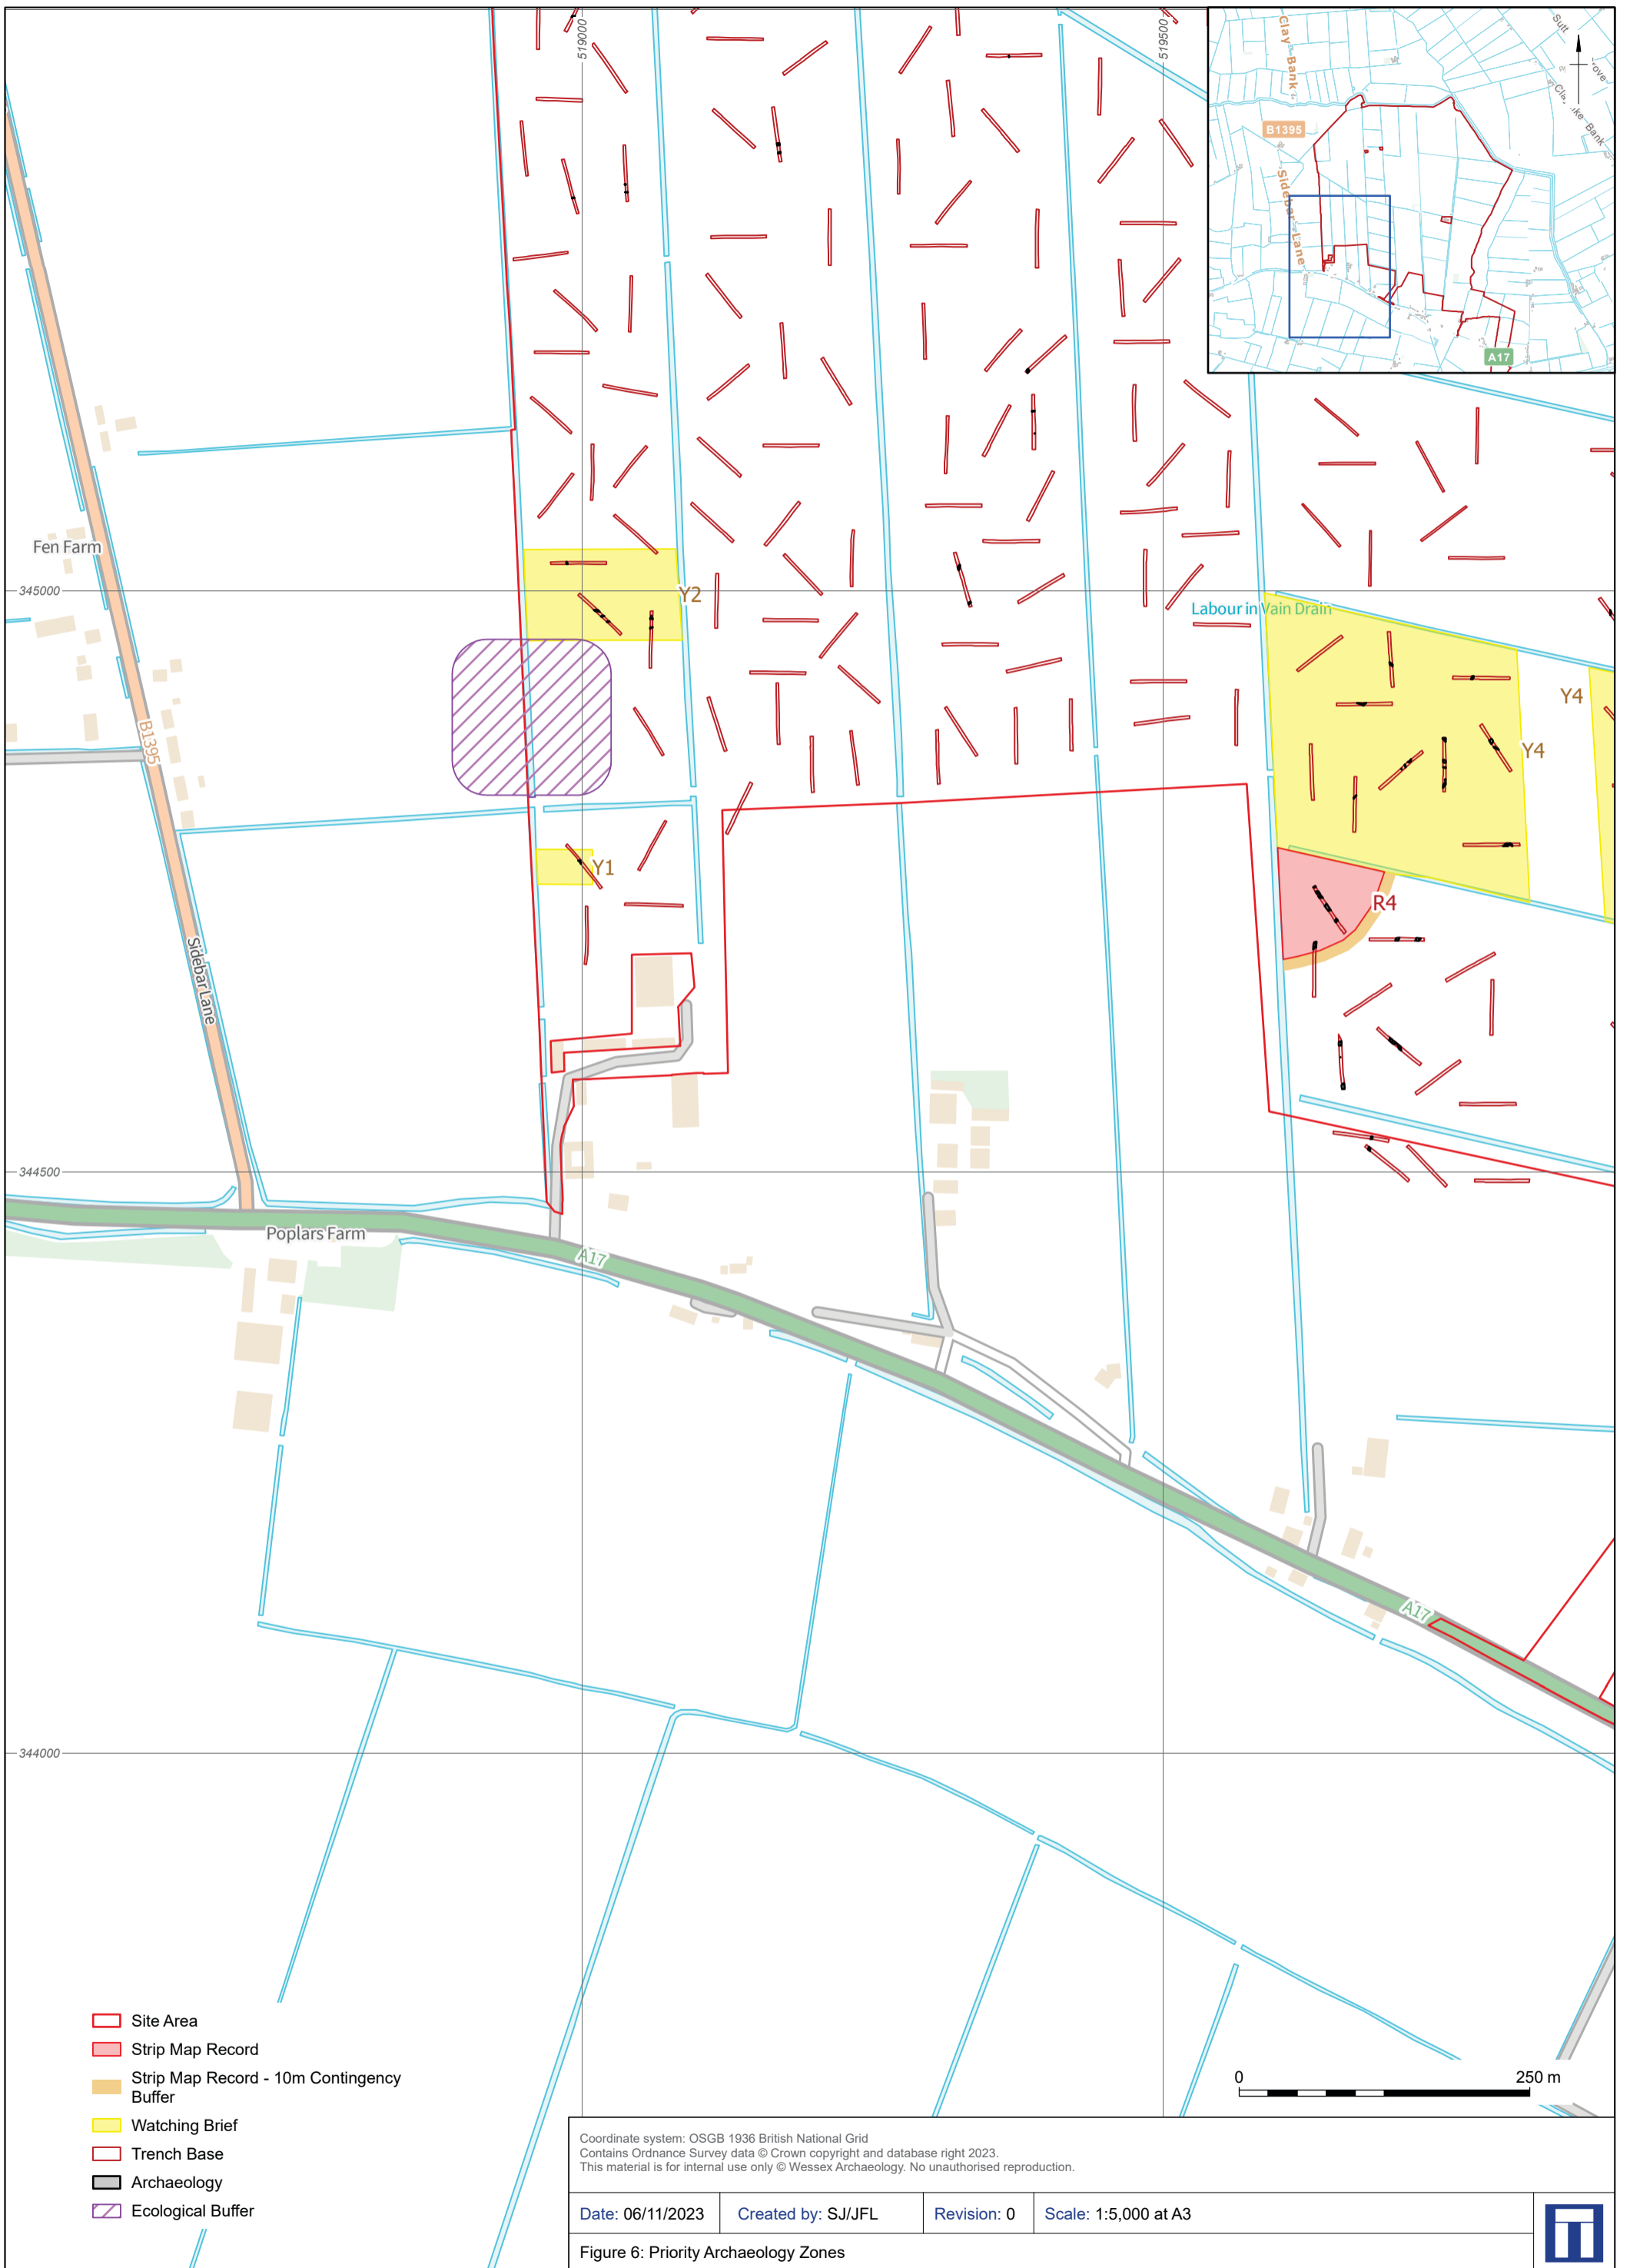 519000
519500
Clay Bank
Sutt
rove
Bank
B1395
Sidebar Lane
A17
Fen Farm
345000
Y2
Labour in Vain Drain
Y4
Y4
B1395
Y1
R4
Sidebar Lane
344500
Poplars Farm
A17
A17
344000
Site Area
Strip Map Record
Strip Map Record - 10m Contingency
Buffer
Watching Brief
Trench Base
Archaeology
Ecological Buffer
0 250 m
Coordinate system: OSGB 1936 British National Grid
Contains Ordnance Survey data © Crown copyright and database right 2023.
This material is for internal use only © Wessex Archaeology. No unauthorised reproduction.
Date: 06/11/2023 Created by: SJ/JFL Revision: 0 Scale: 1:5,000 at A3
Figure 6: Priority Archaeology Zones